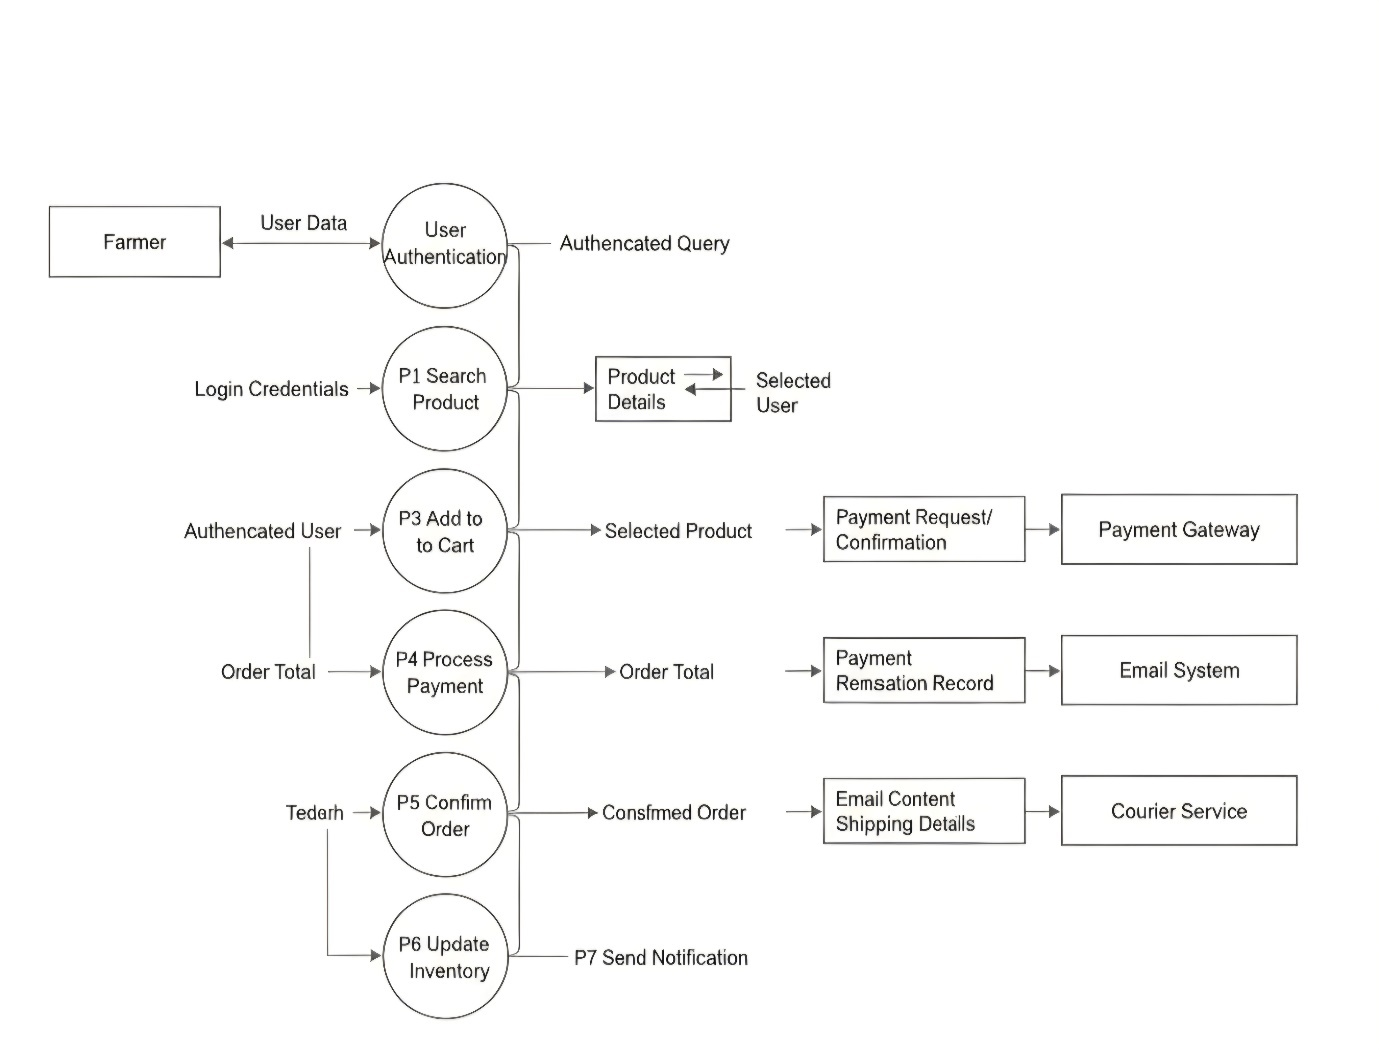 User Data
Farmer
User
Authentication
Authencated Query
Login Credentials
P1 Search
Product
Product
Details
Selected
User
Authencated User
P3 Add to
to Cart
Selected Product
Payment Request/
Confirmation
Payment Gateway
Order Total
P4 Process
Payment
Order Total
Payment
Remsation Record
Email System
Tederh
P5 Confirm
Order
Consfmed Order
Email Content
Shipping Details
Courier Service
P6 Update
Inventory
P7 Send Notification